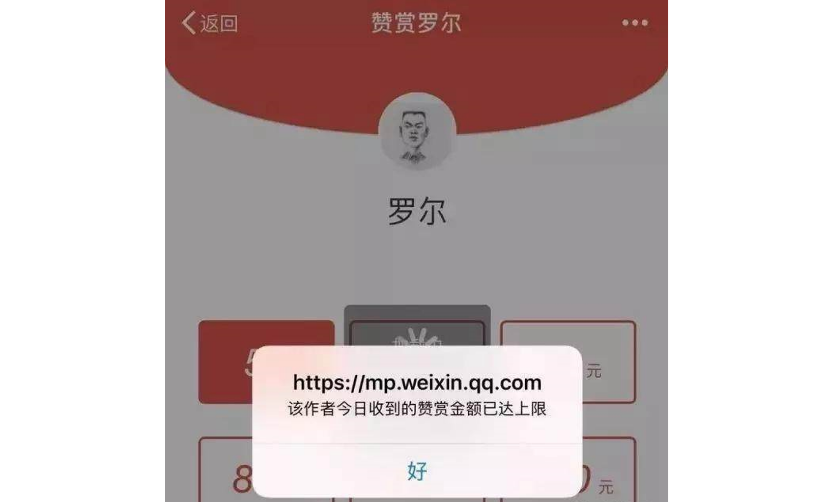 返回
赞赏罗尔
罗尔
元
https://mp.weixin.qq.com
该作者今日收到的赞赏金额已达上限
好
8
元